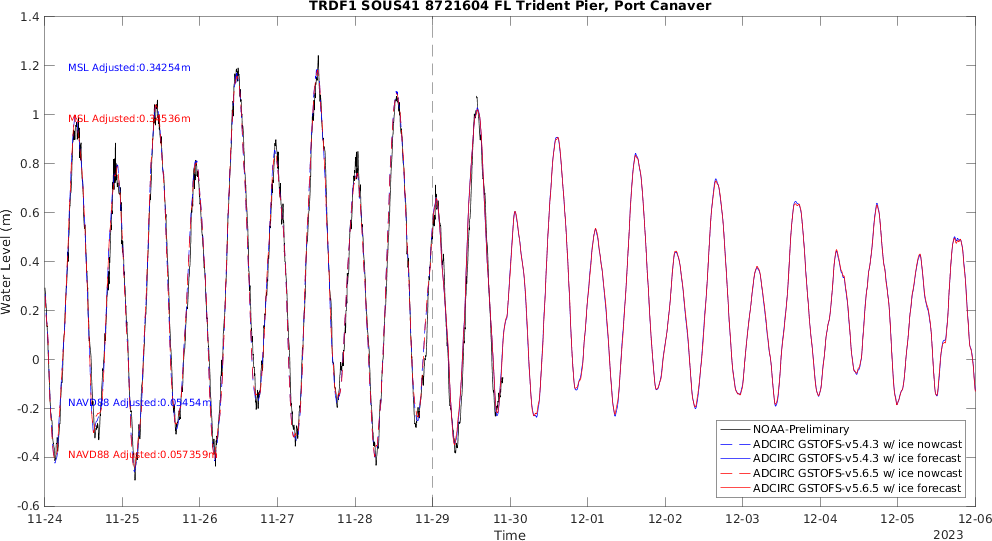 TRDF1 SOUS41 8721604 FL Trident Pier, Port Canaver
1.4
1.2
1
0.8
0.6
0.4
0.2
0
-0.2
-0.4
-0.6
Water Level (m)
MSL Adjusted:0.34254m
MSL Adjusted:0.34536m
NAVD88 Adjusted:0.05454m
NAVD88 Adjusted:0.057359m
NOAA-Preliminary
ADCIRC GSTOFS-v5.4.3 w/ ice nowcast
ADCIRC GSTOFS-v5.4.3 w/ ice forecast
ADCIRC GSTOFS-v5.6.5 w/ ice nowcast
ADCIRC GSTOFS-v5.6.5 w/ ice forecast
11-24 11-25 11-26 11-27 11-28 11-29 11-30 12-01 12-02 12-03 12-04 12-05 12-06
Time
2023